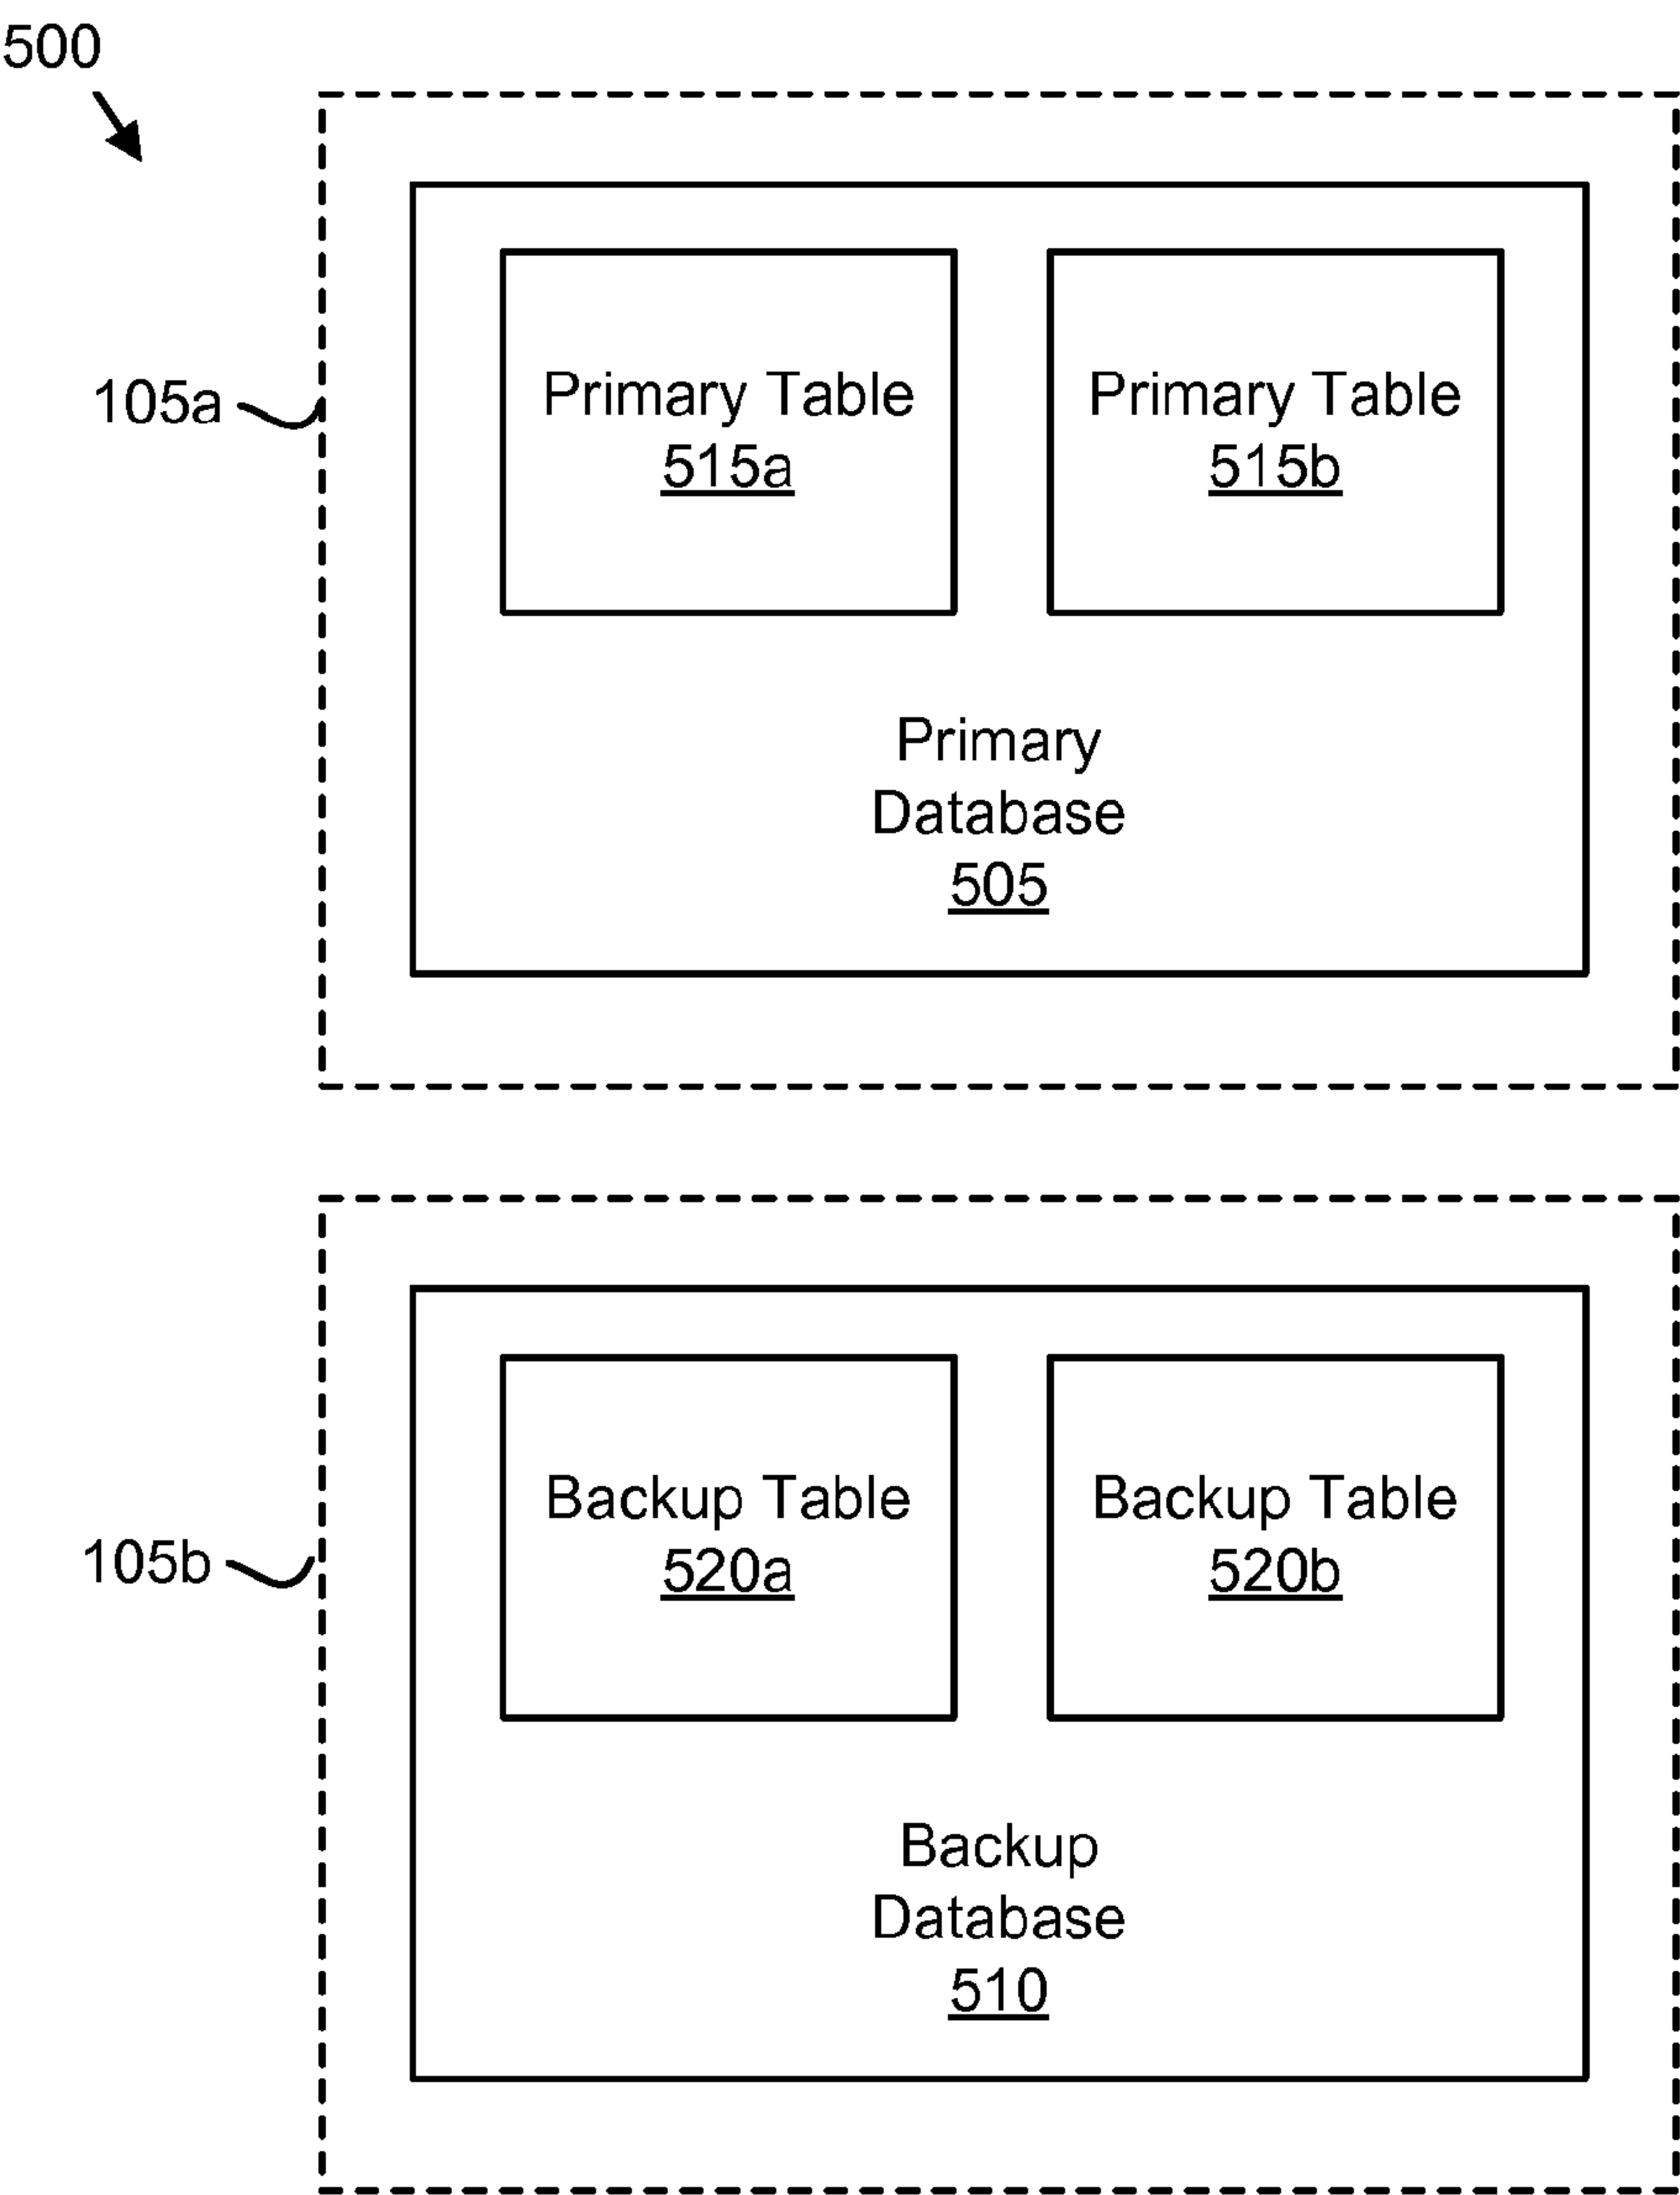 500
105a
Primary Table
515a
Primary Table
515b
Primary
Database
505
105b
Backup Table
520a
Backup Table
520b
Backup
Database
510